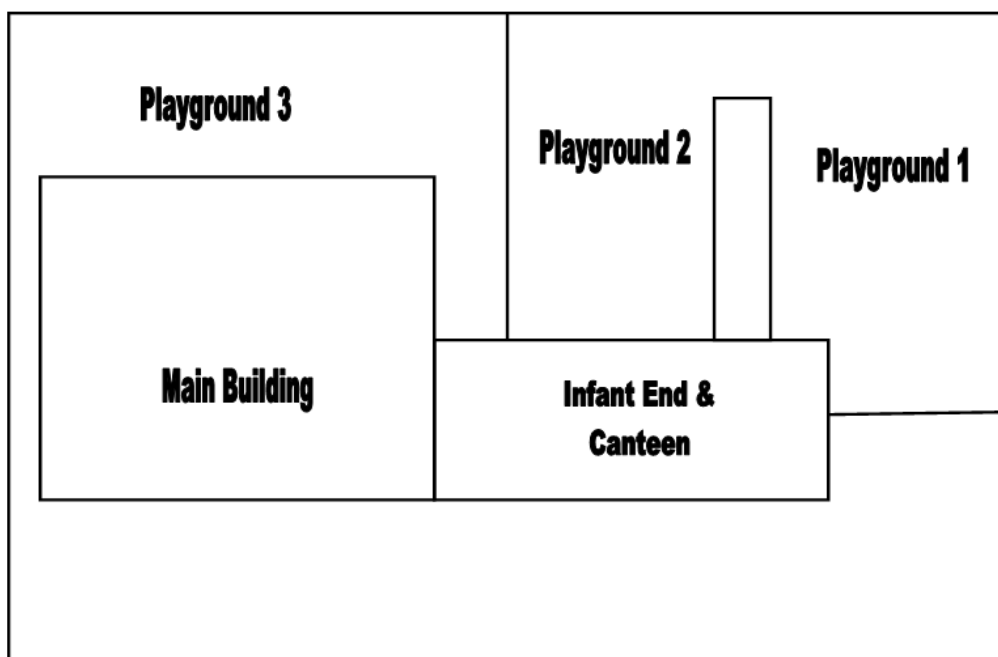 Playground 3
Playground 2
Playground 1
Main Building
Infant End &
Canteen